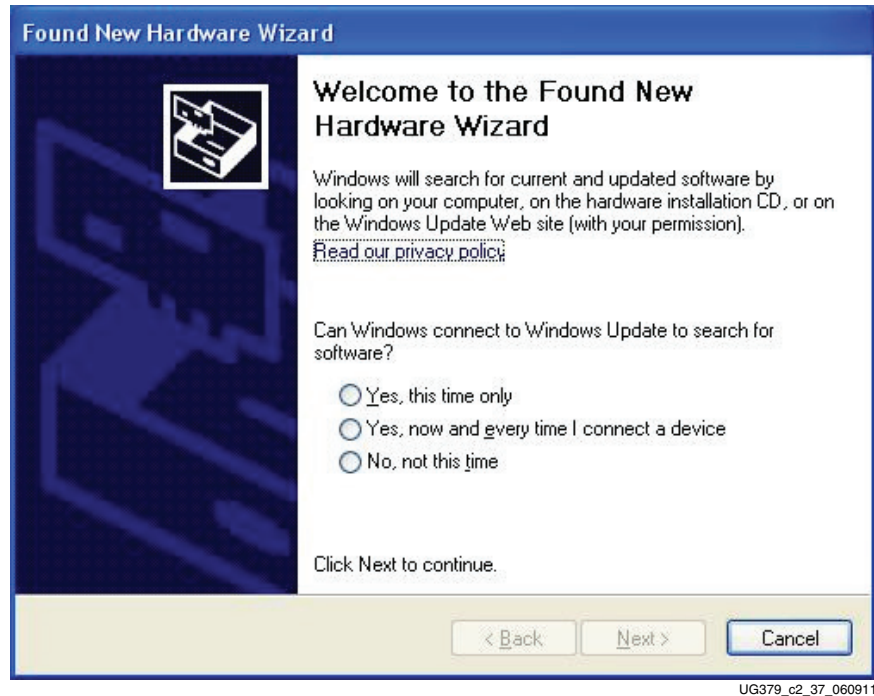 Found New Hardware Wizard
Welcome to the Found New
Hardware Wizard
Windows will search for current and updated software by
looking on your computer, on the hardware installation CD, or on
the Windows Update Web site (with your permission).
Read our privacy policy
Can Windows connect to Windows Update to search for
software?
Yes, this time only
Yes, now and every time I connect a device
No, not this time
Click Next to continue.
< Back Next > Cancel
UG379_c2_37_060911